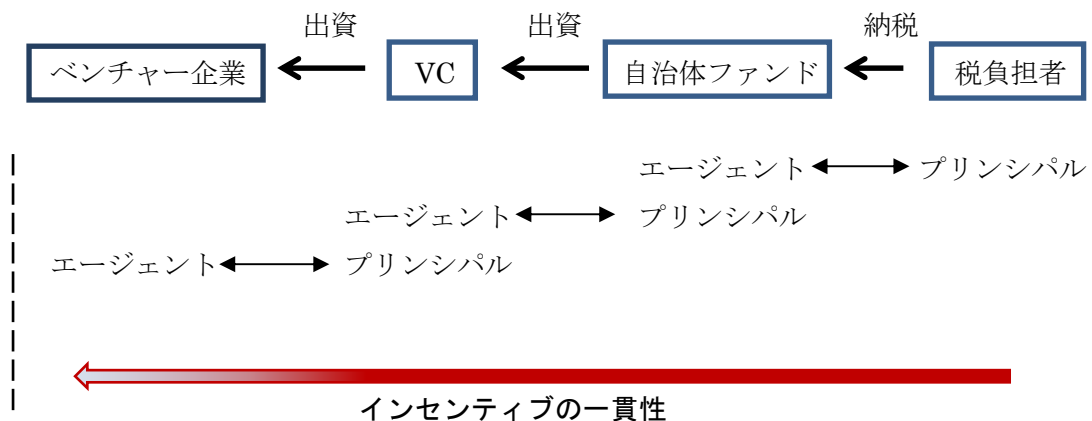 出資 出資 納税
ベンチャー企業 VC 自治体ファンド 税負担者
エージェント プリンシパル
エージェント プリンシパル
エージェント プリンシパル
インセンティブの一貫性